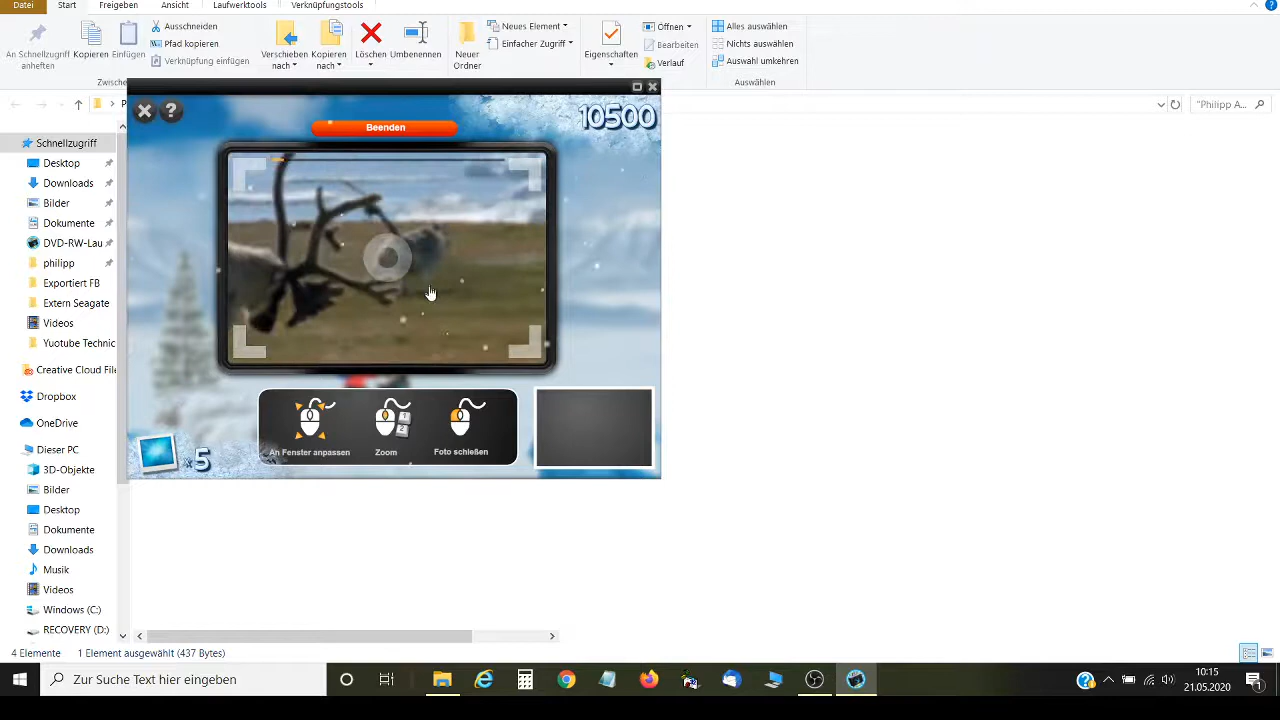 Datei Start Freigeben Ansicht Laufwerktools Verknüpfungstools
An Schnellzugriff anheften
Kopieren
Einfügen
Ausschneiden
Pfad kopieren
Verknüpfung einfügen
Verschieben nach
Kopieren nach
Löschen
Umbenennen
Neuer Ordner
Neues Element
Einfacher Zugriff
Eigenschaften
Öffnen
Bearbeiten
Verlauf
Alles auswählen
Nichts auswählen
Auswahl umkehren
Zwische
Auswählen
P
"Philipp A...
Schnellzugriff
Desktop
Downloads
Bilder
Dokumente
DVD-RW-Lau
philipp
Exportiert FB
Extern Seagate
Videos
Yuotube Technic
Creative Cloud File
Dropbox
OneDrive
Dieser PC
3D-Objekte
Bilder
Desktop
Dokumente
Downloads
Musik
Videos
Windows (C:)
RECOVERY (D:)
?
10500
Beenden
An Fenster anpassen
1
2
Zoom
Foto schießen
x5
4 Elemente 1 Element ausgewählt (437 Bytes)
Zur Suche Text hier eingeben
10:15
21.05.2020
1